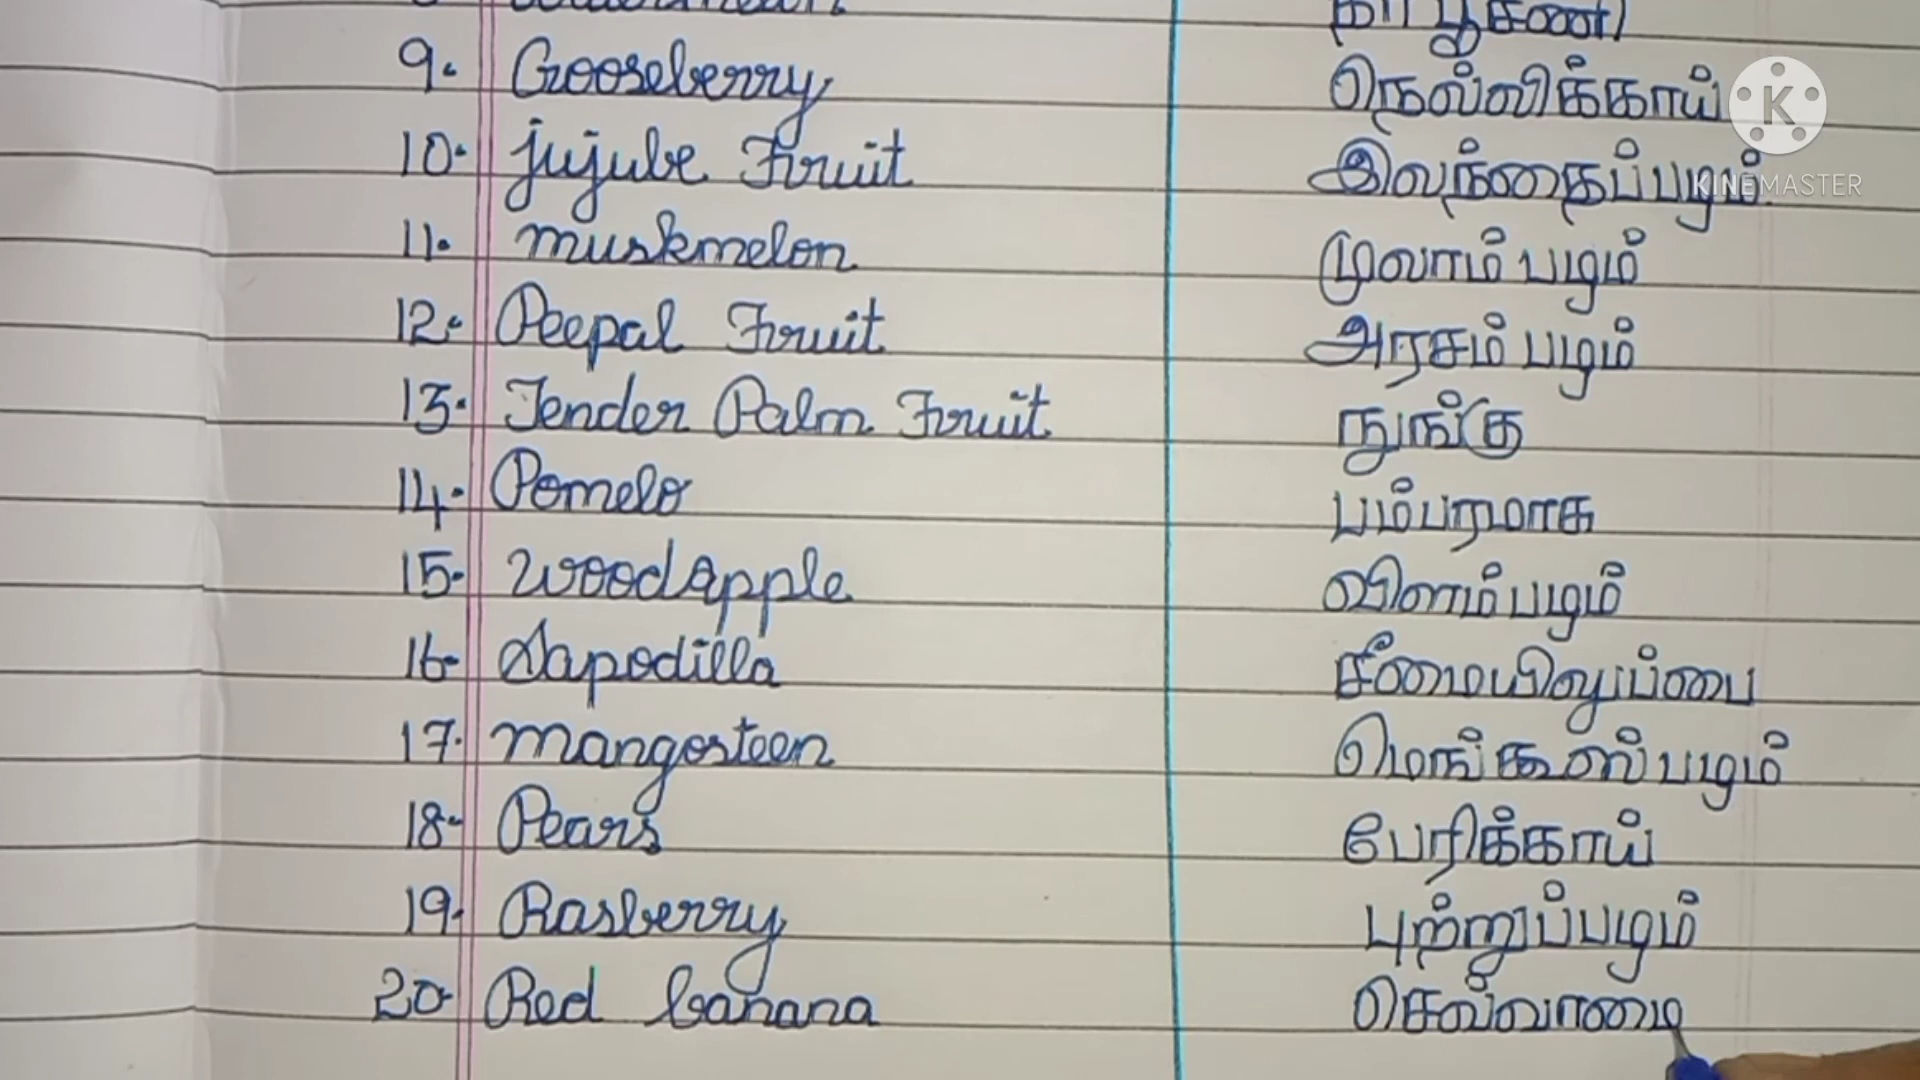 9. Gooseberry நெல்லிக்காய்
10. jujube Fruit இலந்தைப்பழம்
11. muskmelon முலாம் பழம்
12. Peepal Fruit அரசம் பழம்
13. Tender Palm Fruit நுங்கு
14. Pomelo பம்பரமாசு
15. woodapple விளாம்பழம்
16. Sapodilla சீமையிலுப்பை
17. mangosteen மெங்கூஸ் பழம்
18. Pears பேரிக்காய்
19. Rasberry புற்றுப்பழம்
20. Red banana செவ்வாழை
KINEMASTER